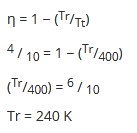 η = 1 − (Tr/Tt)
4 / 10 = 1 − (Tr/400)
(Tr/400) = 6 / 10
Tr = 240 K